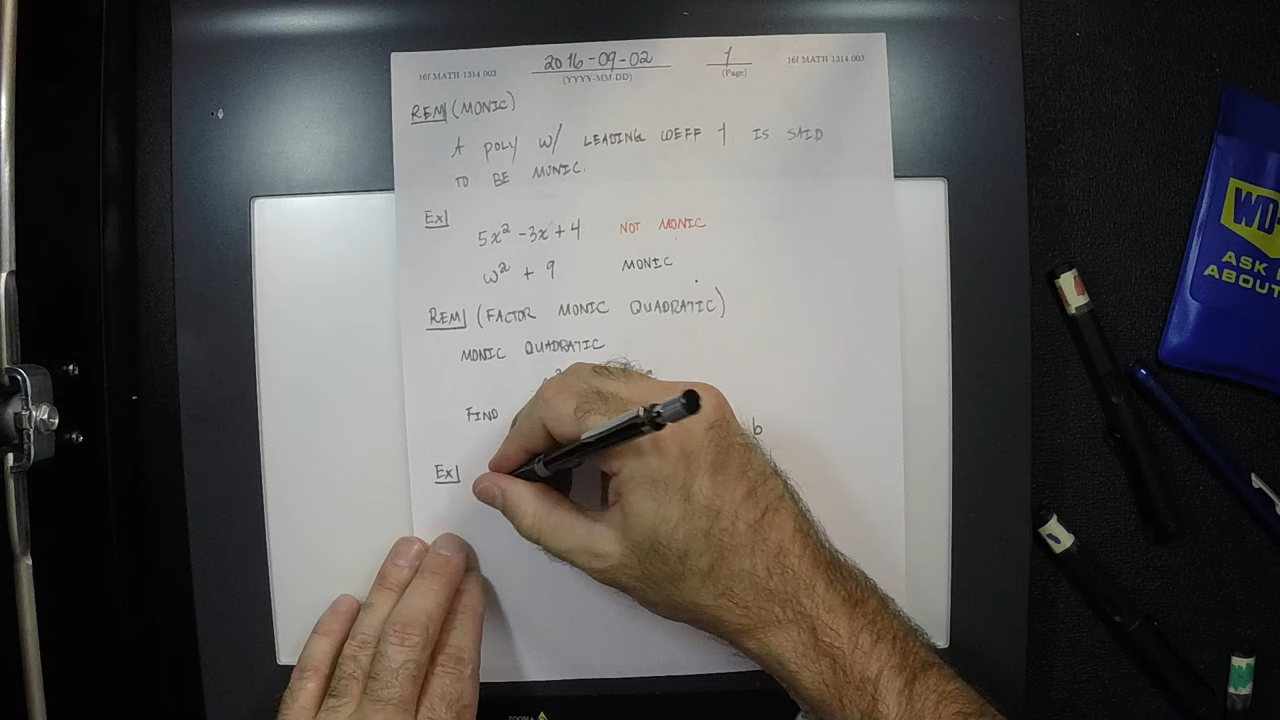 16f MATH 1314 003 2016-09-02 1 16f MATH 1314 003
(YYYY-MM-DD) (Page)
REM (MONIC)
A POLY W/ LEADING COEFF 1 IS SAID
TO BE MONIC.
Ex
5x² -3x + 4 NOT MONIC
w² + 9 MONIC
REM (FACTOR MONIC QUADRATIC)
MONIC QUADRATIC
FIND b
Ex
WD-
ASK
ABOUT
ZOOM